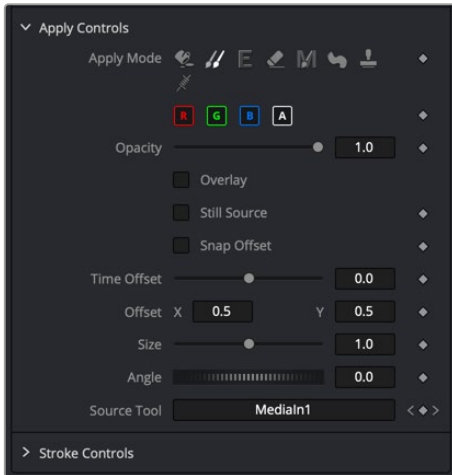 Apply Controls
Apply Mode E M
R G B A
Opacity 1.0
Overlay
Still Source
Snap Offset
Time Offset 0.0
Offset X 0.5 Y 0.5
Size 1.0
Angle 0.0
Source Tool MediaIn1
Stroke Controls